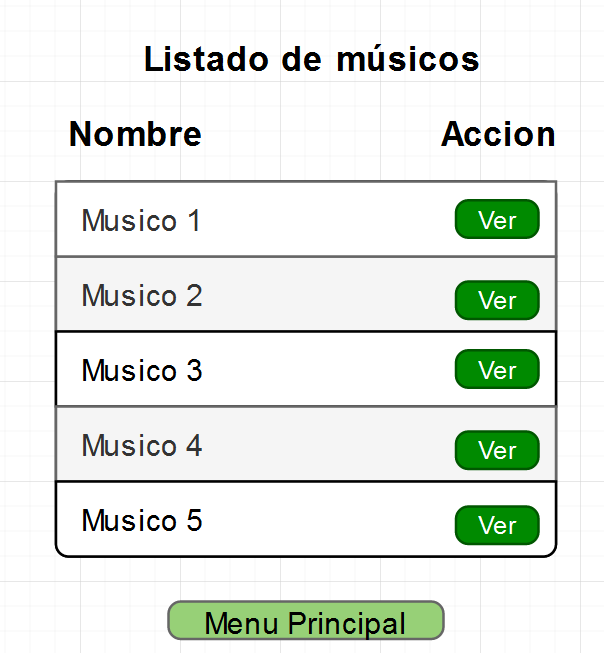 Listado de músicos
Nombre Accion
Musico 1 Ver
Musico 2 Ver
Musico 3 Ver
Musico 4 Ver
Musico 5 Ver
Menu Principal